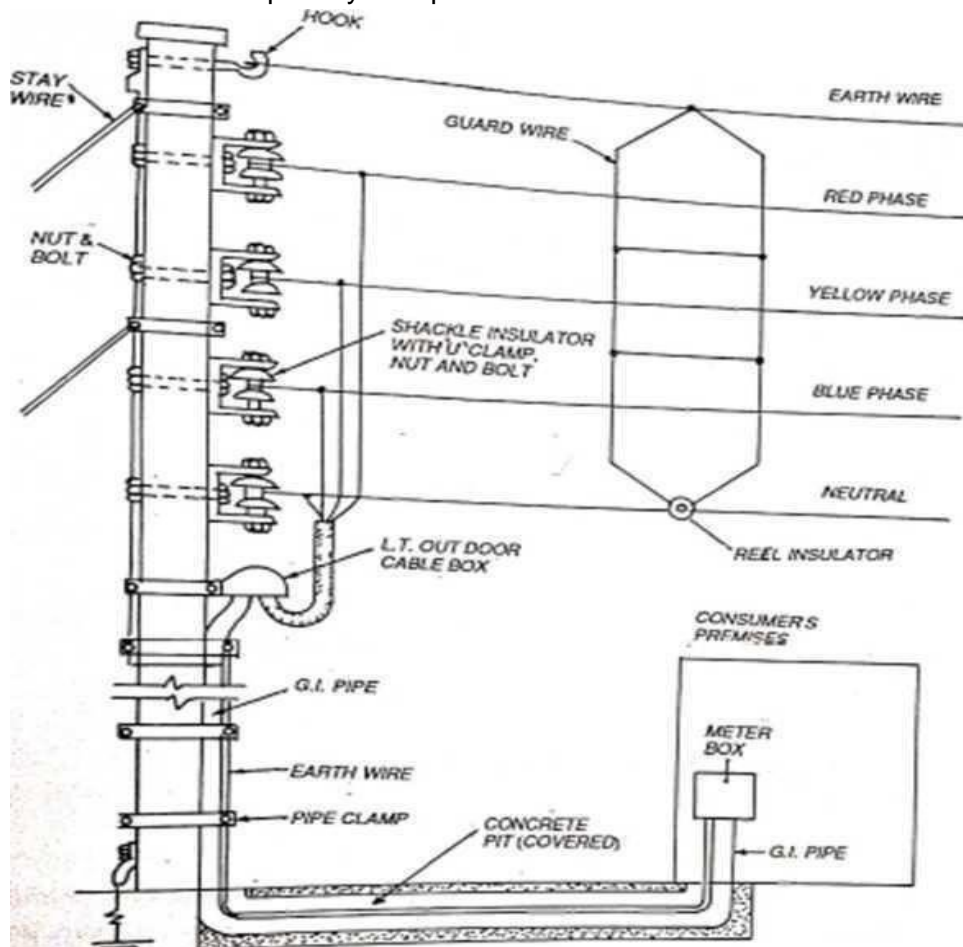 HOOK
STAY
WIRE
EARTH WIRE
GUARD WIRE
RED PHASE
NUT &
BOLT
YELLOW PHASE
SHACKLE INSULATOR
WITH 'U' CLAMP,
NUT AND BOLT
BLUE PHASE
NEUTRAL
L.T. OUT DOOR
CABLE BOX
REEL INSULATOR
CONSUMER'S
PREMISES
G.I. PIPE
METER
BOX
EARTH WIRE
PIPE CLAMP
CONCRETE
PIT (COVERED)
G.I. PIPE